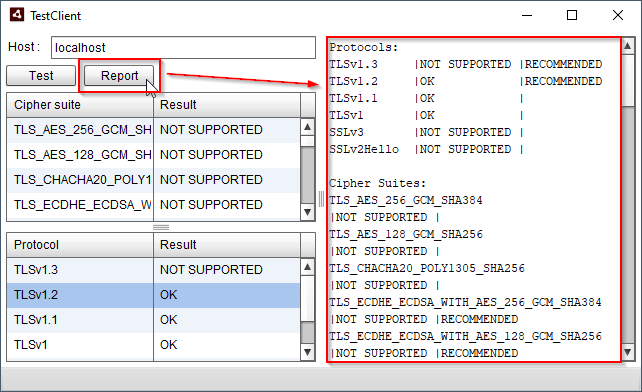 TestClient
Host: localhost
Test Report
Cipher suite Result
TLS_AES_256_GCM_SH NOT SUPPORTED
TLS_AES_128_GCM_SH NOT SUPPORTED
TLS_CHACHA20_POLY1 NOT SUPPORTED
TLS_ECDHE_ECDSA_W NOT SUPPORTED
Protocol Result
TLSv1.3 NOT SUPPORTED
TLSv1.2 OK
TLSv1.1 OK
TLSv1 OK
Protocols:
TLSv1.3 |NOT SUPPORTED |RECOMMENDED
TLSv1.2 |OK |RECOMMENDED
TLSv1.1 |OK |
TLSv1 |OK |
SSLv3 |NOT SUPPORTED |
SSLv2Hello |NOT SUPPORTED |
Cipher Suites:
TLS_AES_256_GCM_SHA384
|NOT SUPPORTED |
TLS_AES_128_GCM_SHA256
|NOT SUPPORTED |
TLS_CHACHA20_POLY1305_SHA256
|NOT SUPPORTED |
TLS_ECDHE_ECDSA_WITH_AES_256_GCM_SHA384
|NOT SUPPORTED |RECOMMENDED
TLS_ECDHE_ECDSA_WITH_AES_128_GCM_SHA256
|NOT SUPPORTED |RECOMMENDED